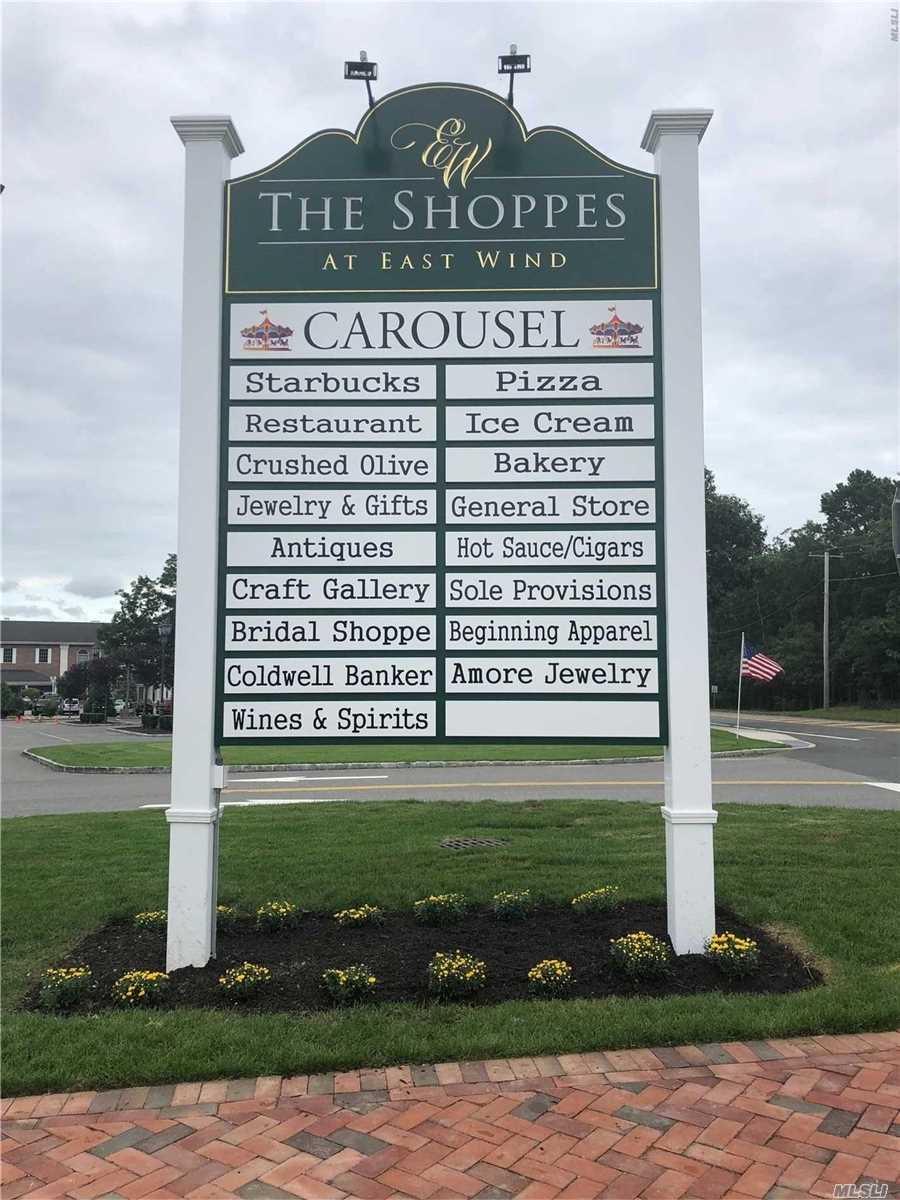 MLSLI
EW
THE SHOPPES
AT EAST WIND
CAROUSEL
Starbucks
Pizza
Restaurant
Ice Cream
Crushed Olive
Bakery
Jewelry & Gifts
General Store
Antiques
Hot Sauce/Cigars
Craft Gallery
Sole Provisions
Bridal Shoppe
Beginning Apparel
Coldwell Banker
Amore Jewelry
Wines & Spirits
MLSLI